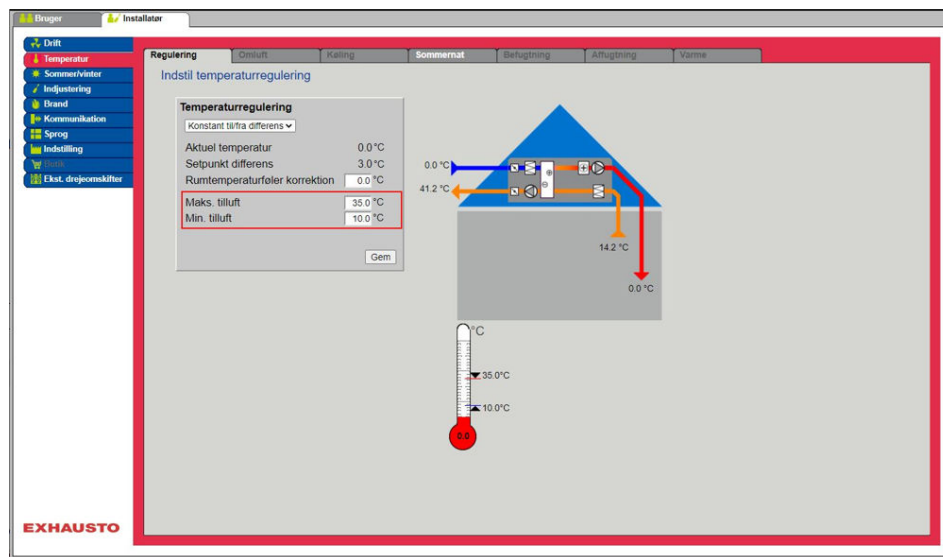 Bruger
Installatør
Drift
Temperatur
Sommer/vinter
Indjustering
Brand
Kommunikation
Sprog
Indstilling
Butik
Ekst. drejeomskifter
Regulering Omluft Køling Sommernat Befugtning Affugtning Varme
Indstil temperaturregulering
Temperaturregulering
Konstant til/fra differens
Aktuel temperatur 0.0 °C
Setpunkt differens 3.0 °C
Rumtemperaturføler korrektion 0.0 °C
Maks. tilluft 35.0 °C
Min. tilluft 10.0 °C
Gem
0.0 °C
41.2 °C
14.2 °C
0.0 °C
°C
35.0°C
10.0°C
0.0
EXHAUSTO